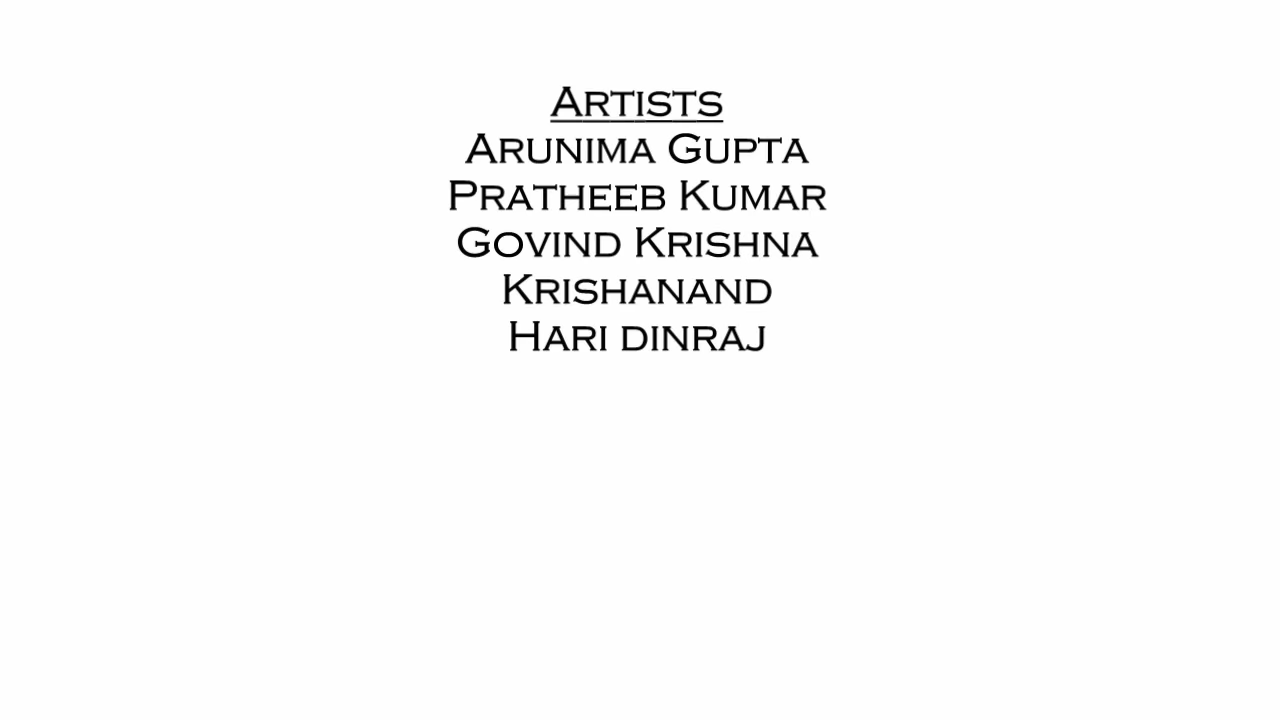 Artists
Arunima Gupta
Pratheeb Kumar
Govind Krishna
Krishanand
Hari dinraj